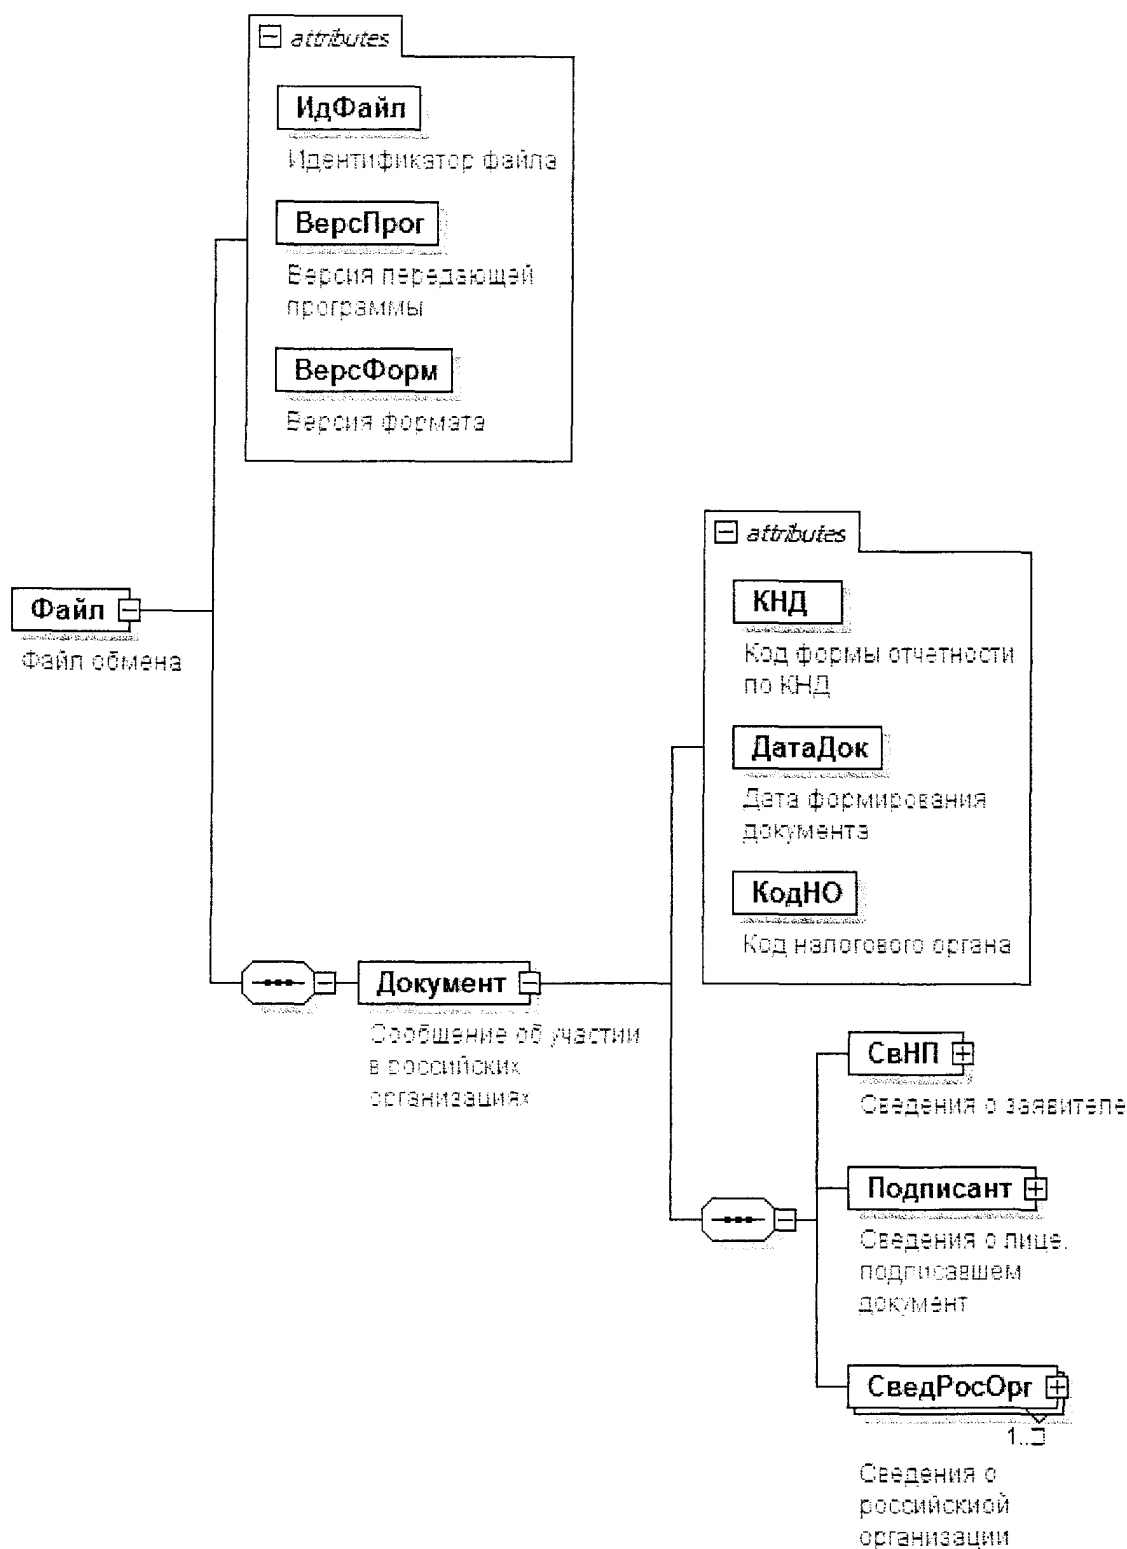 attributes
ИдФайл
Идентификатор файла
ВерсПрог
Версия передающей
программы
ВерсФорм
Версия формата
Файл
Файл обмена
attributes
КНД
Код формы отчетности
по КНД
ДатаДок
Дата формирования
документа
КодНО
Код налогового органа
Документ
Сообщение об участии
в российских
организациях
СвНП
Сведения о заявителе
Подписант
Сведения о лице,
подписавшем
документ
СведРосОрг
Сведения о
российскиой
организации